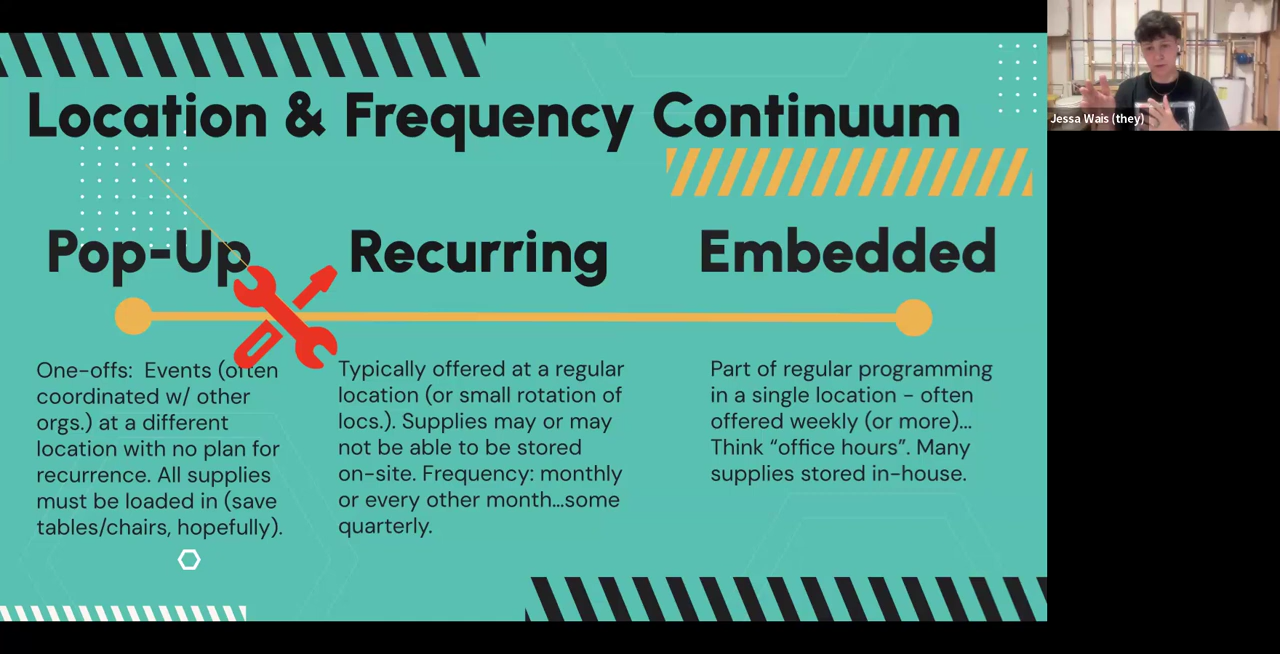 Location & Frequency Continuum
Pop-Up
Recurring
Embedded
One-offs: Events (often
coordinated w/ other
orgs.) at a different
location with no plan for
recurrence. All supplies
must be loaded in (save
tables/chairs, hopefully).
Typically offered at a regular
location (or small rotation of
locs.). Supplies may or may
not be able to be stored
on-site. Frequency: monthly
or every other month...some
quarterly.
Part of regular programming
in a single location - often
offered weekly (or more)...
Think “office hours”. Many
supplies stored in-house.
Jessa Wais (they)